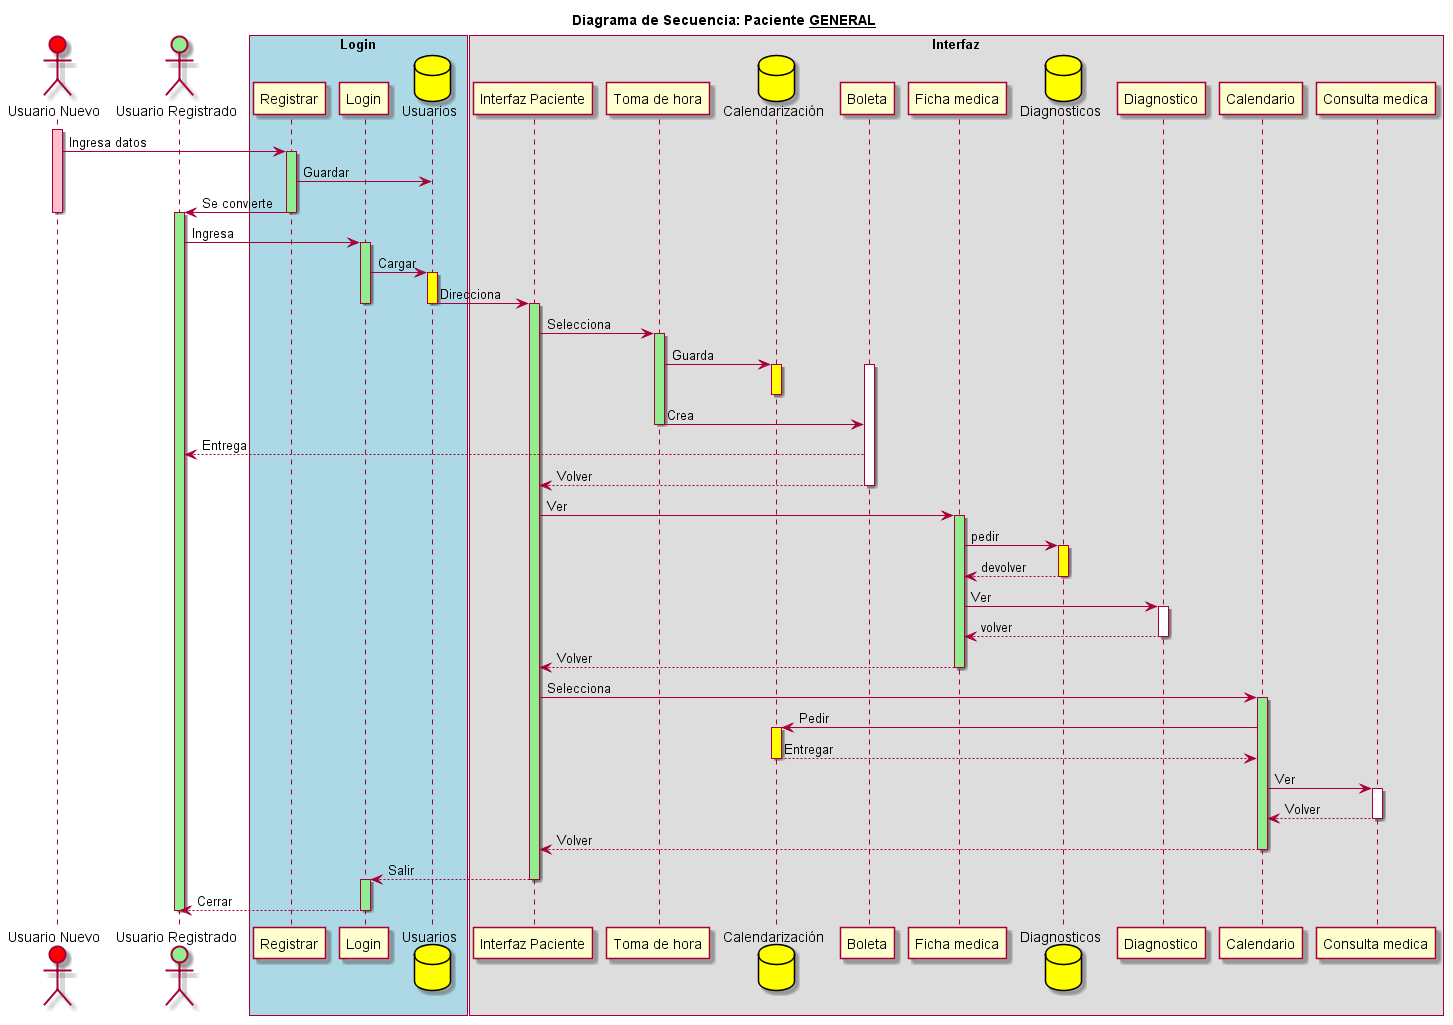 Diagrama de Secuencia: Paciente GENERAL
Login
Interfaz
Usuario Nuevo
Usuario Registrado
Registrar
Login
Usuarios
Interfaz Paciente
Toma de hora
Calendarización
Boleta
Ficha medica
Diagnosticos
Diagnostico
Calendario
Consulta medica
Ingresa datos
Guardar
Se convierte
Ingresa
Cargar
Direcciona
Selecciona
Guarda
Crea
Entrega
Volver
Ver
pedir
devolver
Ver
volver
Volver
Selecciona
Pedir
Entregar
Ver
Volver
Volver
Salir
Cerrar
Usuario Nuevo
Usuario Registrado
Registrar
Login
Usuarios
Interfaz Paciente
Toma de hora
Calendarización
Boleta
Ficha medica
Diagnosticos
Diagnostico
Calendario
Consulta medica